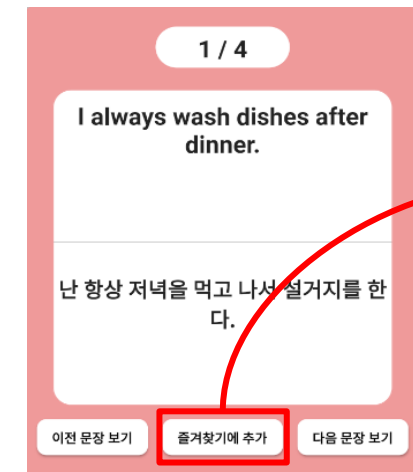 1 / 4
I always wash dishes after
dinner.
난 항상 저녁을 먹고 나서 설거지를 한
다.
이전 문장 보기
즐겨찾기에 추가
다음 문장 보기